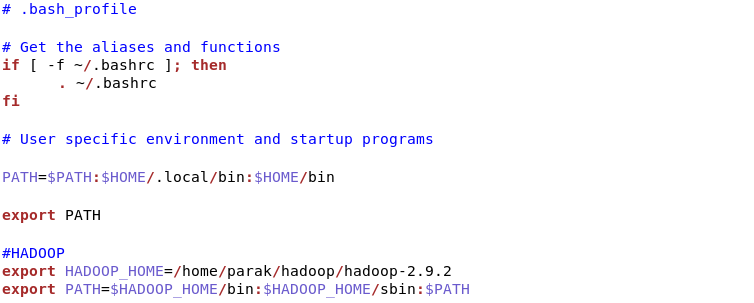 # .bash_profile
# Get the aliases and functions
if [ -f ~/.bashrc ]; then
. ~/.bashrc
fi
# User specific environment and startup programs
PATH=$PATH:$HOME/.local/bin:$HOME/bin
export PATH
#HADOOP
export HADOOP_HOME=/home/parak/hadoop/hadoop-2.9.2
export PATH=$HADOOP_HOME/bin:$HADOOP_HOME/sbin:$PATH